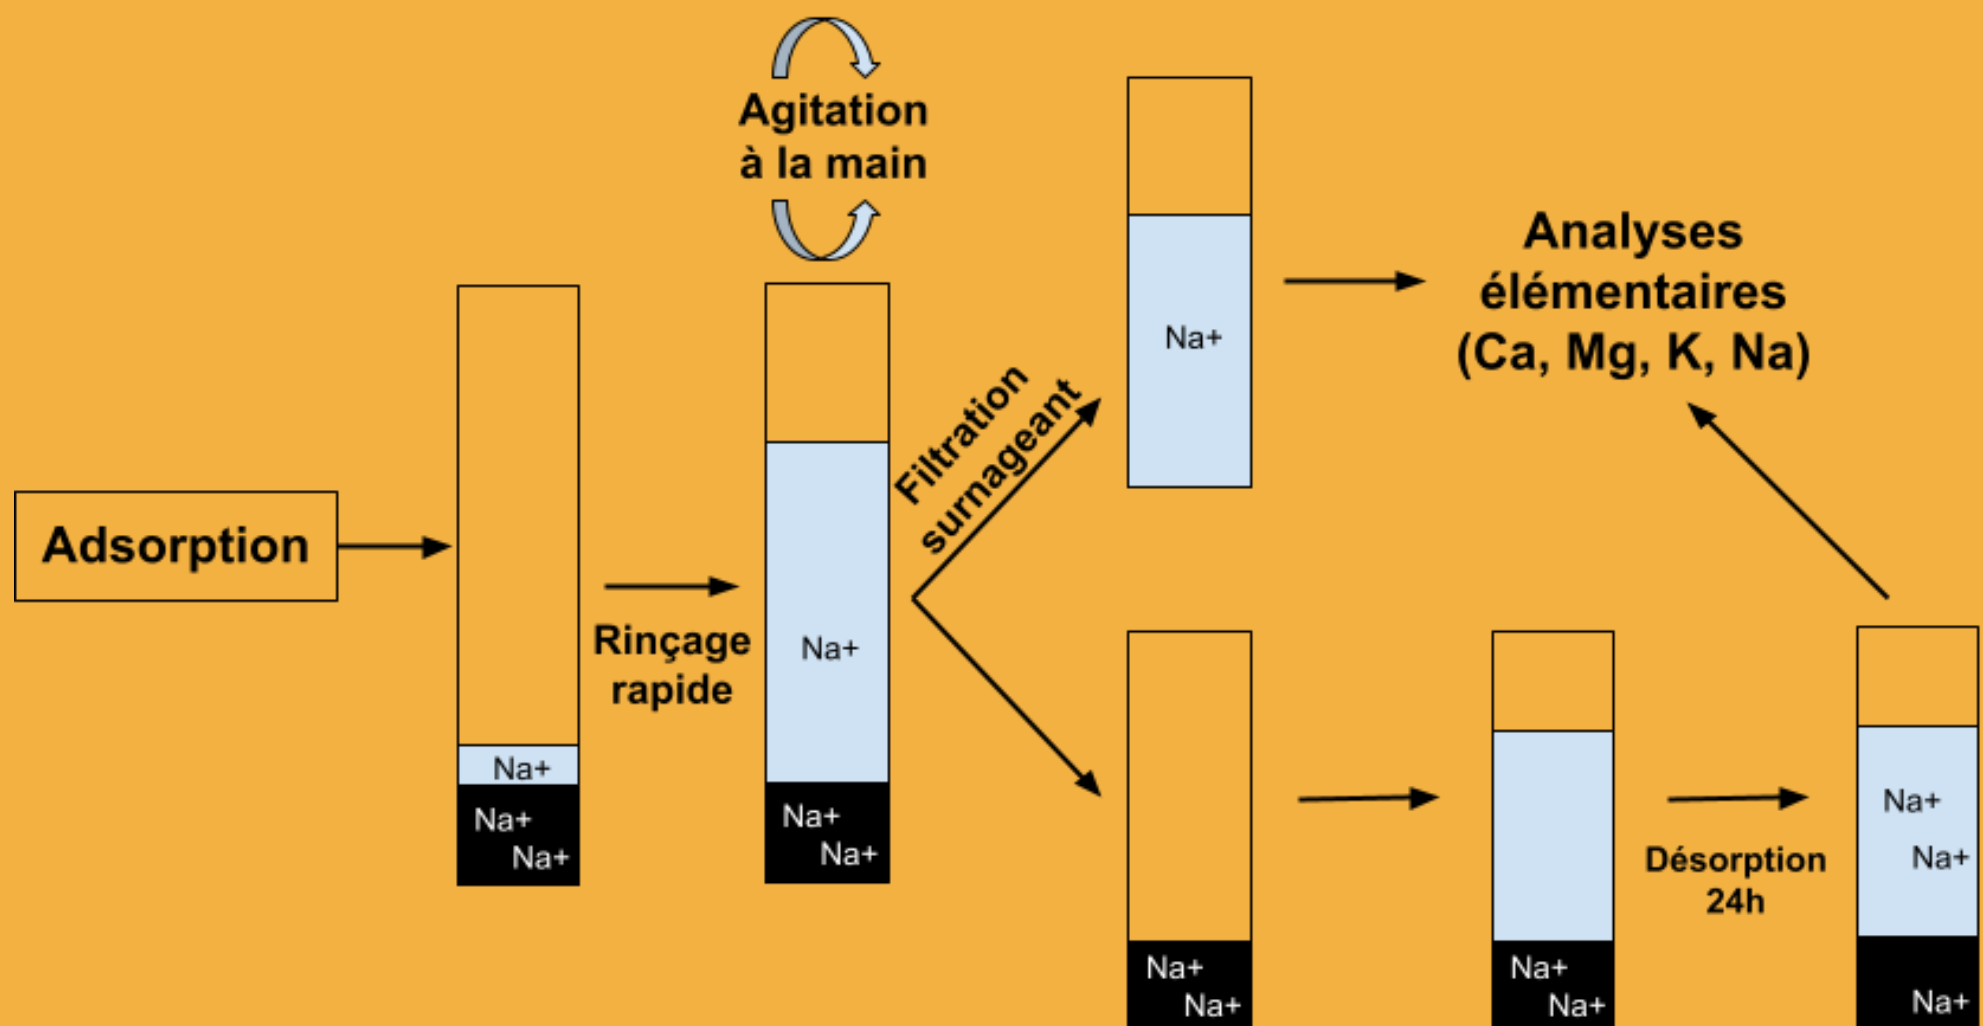 Agitation
à la main
Adsorption
Na+
Na+
Na+
Rinçage
rapide
Na+
Na+
Na+
Filtration
surnageant
Na+
Analyses
élémentaires
(Ca, Mg, K, Na)
Na+
Na+
Na+
Na+
Désorption
24h
Na+
Na+
Na+